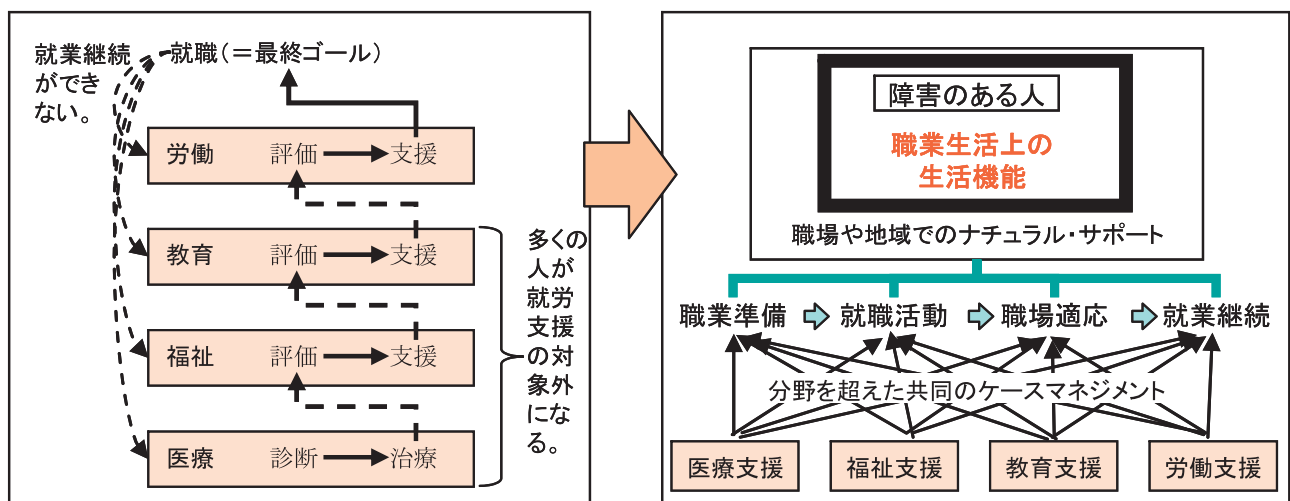 就業継続
ができ
ない。
就職(=最終ゴール)
労働 評価 支援
教育 評価 支援
福祉 評価 支援
医療 診断 治療
多くの
人が
就労
支援
の対
象外
にな
る。
障害のある人
職業生活上の
生活機能
職場や地域でのナチュラル・サポート
職業準備 就職活動 職場適応 就業継続
分野を超えた共同のケースマネジメント
医療支援 福祉支援 教育支援 労働支援